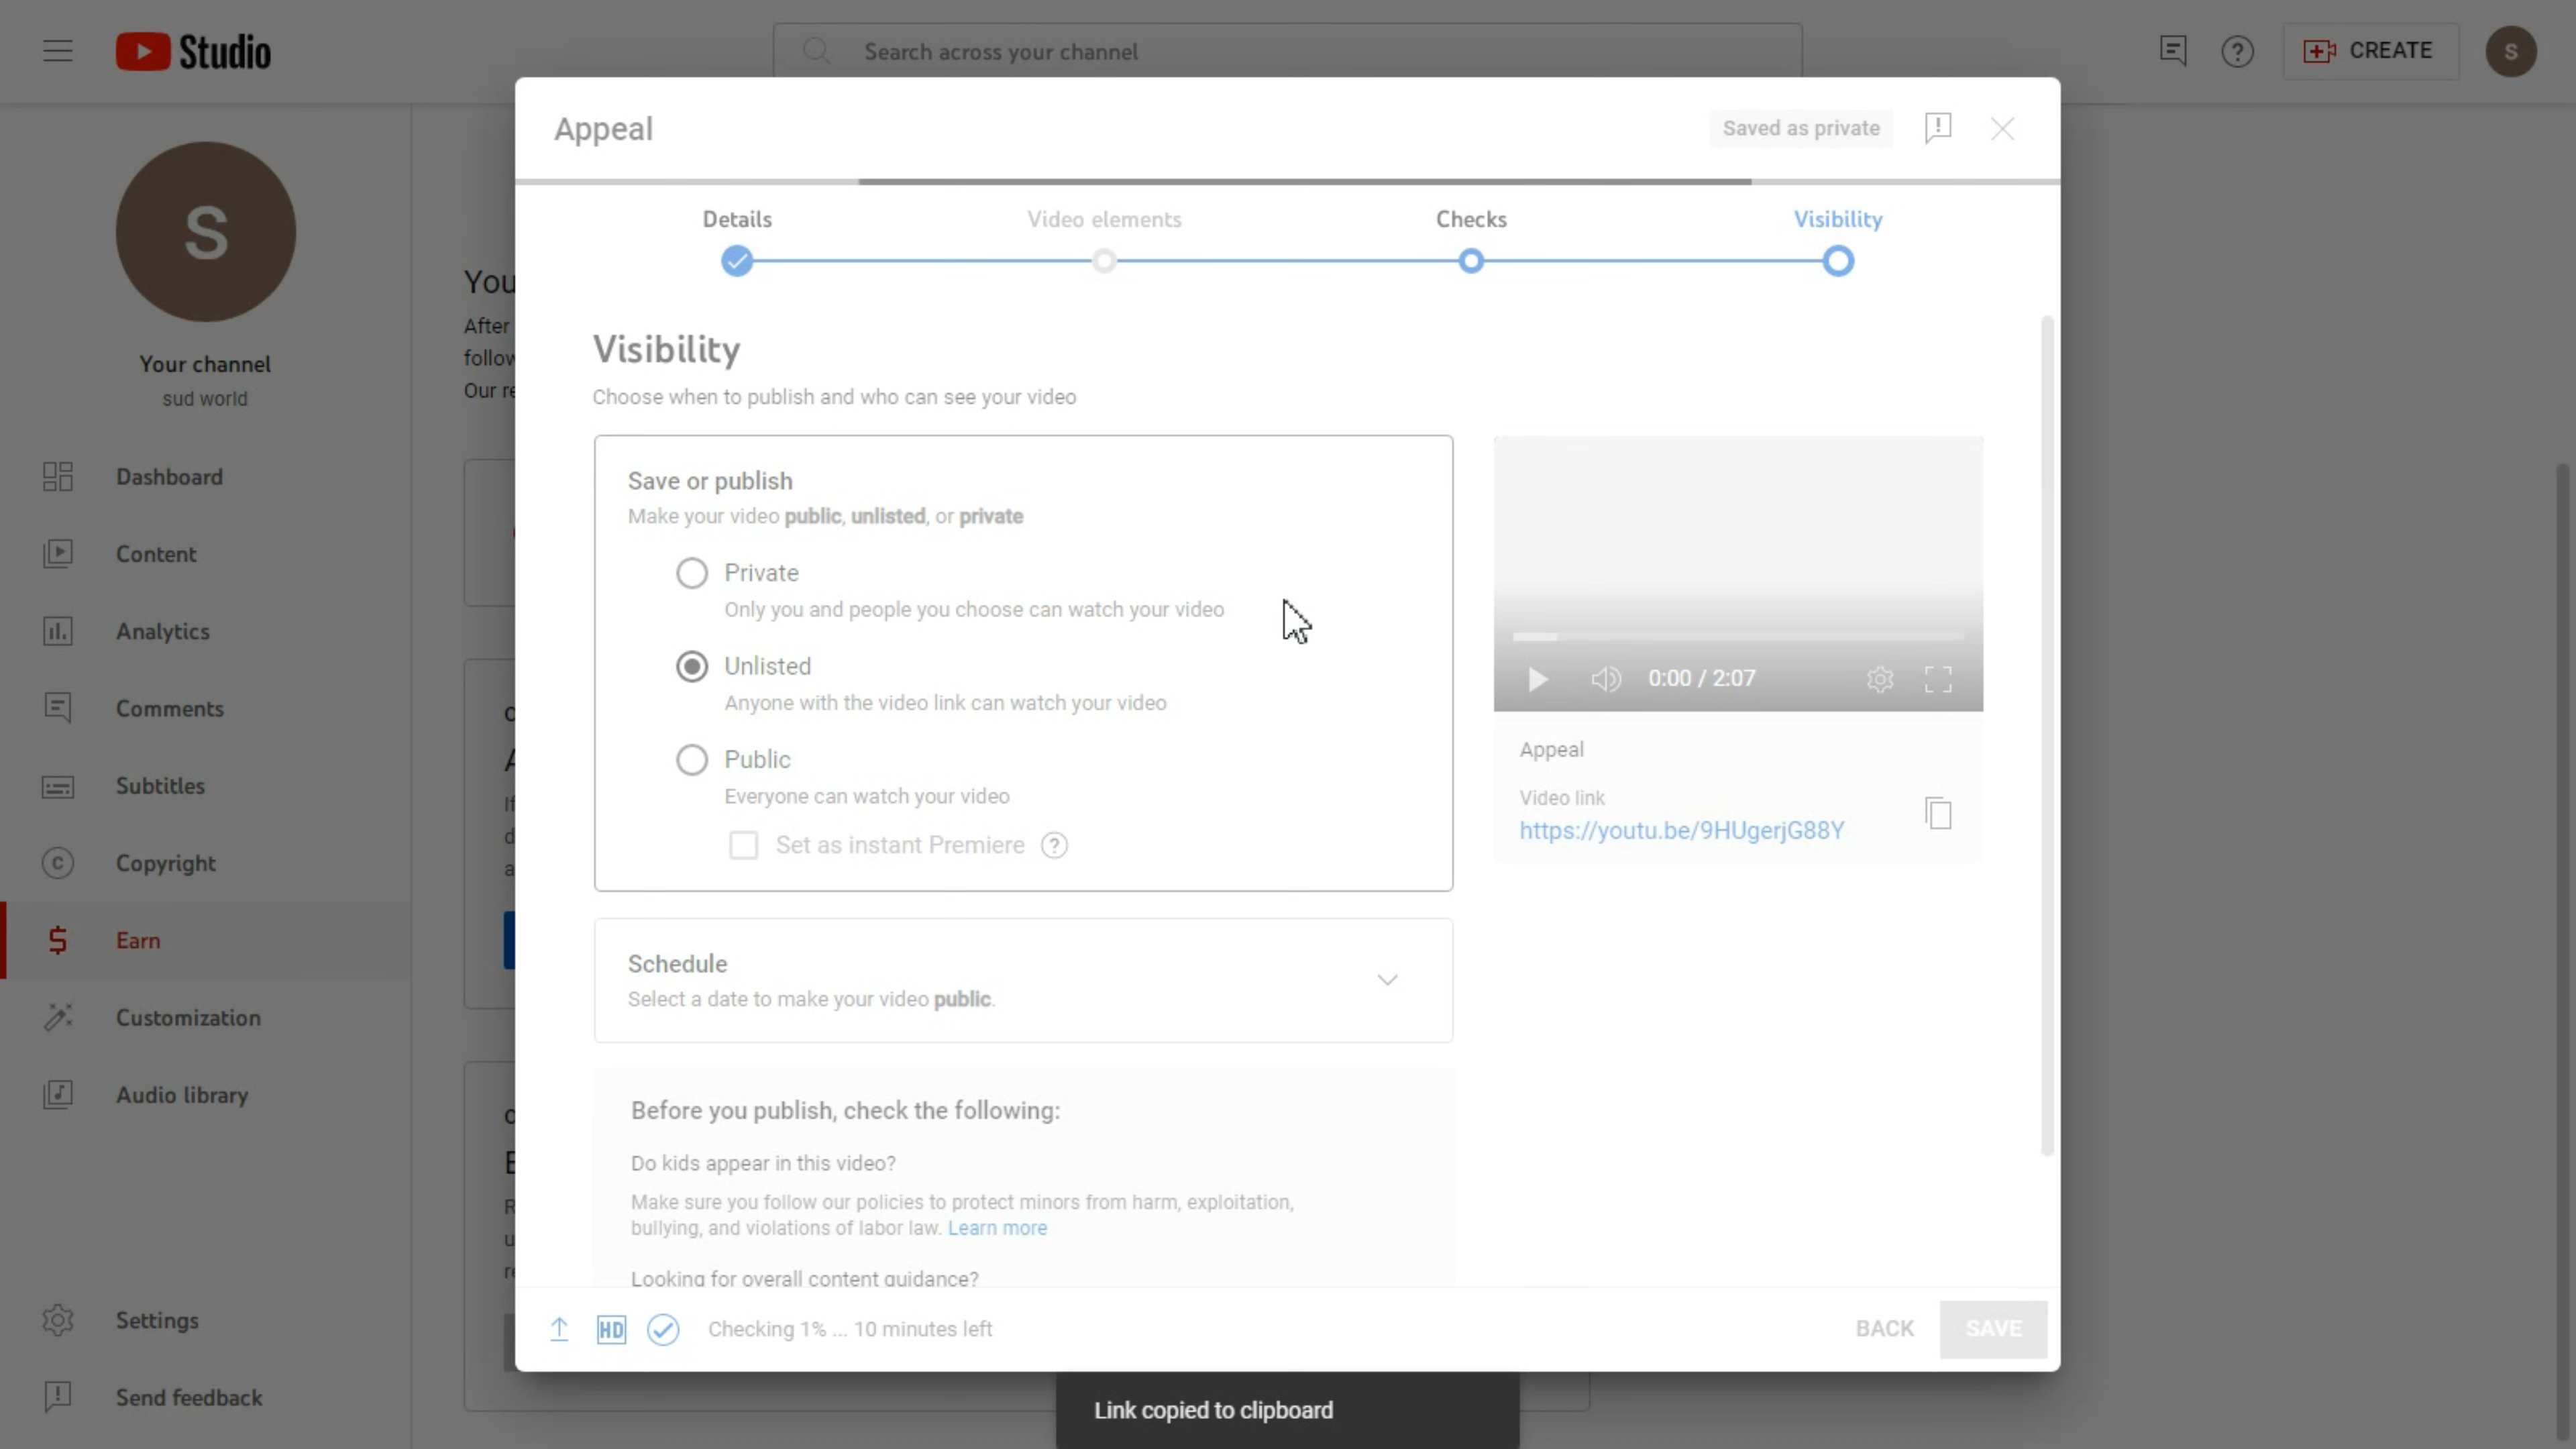 Studio
Search across your channel
CREATE
S
S
Your channel
sud world
Dashboard
Content
Analytics
Comments
Subtitles
Copyright
Earn
Customization
Audio library
Settings
Send feedback
You
After
follow
Our re
Appeal
Saved as private
Details
Video elements
Checks
Visibility
Visibility
Choose when to publish and who can see your video
Save or publish
Make your video public, unlisted, or private
Private
Only you and people you choose can watch your video
Unlisted
Anyone with the video link can watch your video
Public
Everyone can watch your video
Set as instant Premiere
0:00 / 2:07
Appeal
Video link
https://youtu.be/9HUgerjG88Y
Schedule
Select a date to make your video public.
Before you publish, check the following:
Do kids appear in this video?
Make sure you follow our policies to protect minors from harm, exploitation,
bullying, and violations of labor law. Learn more
Looking for overall content guidance?
HD
Checking 1% ... 10 minutes left
BACK
SAVE
Link copied to clipboard